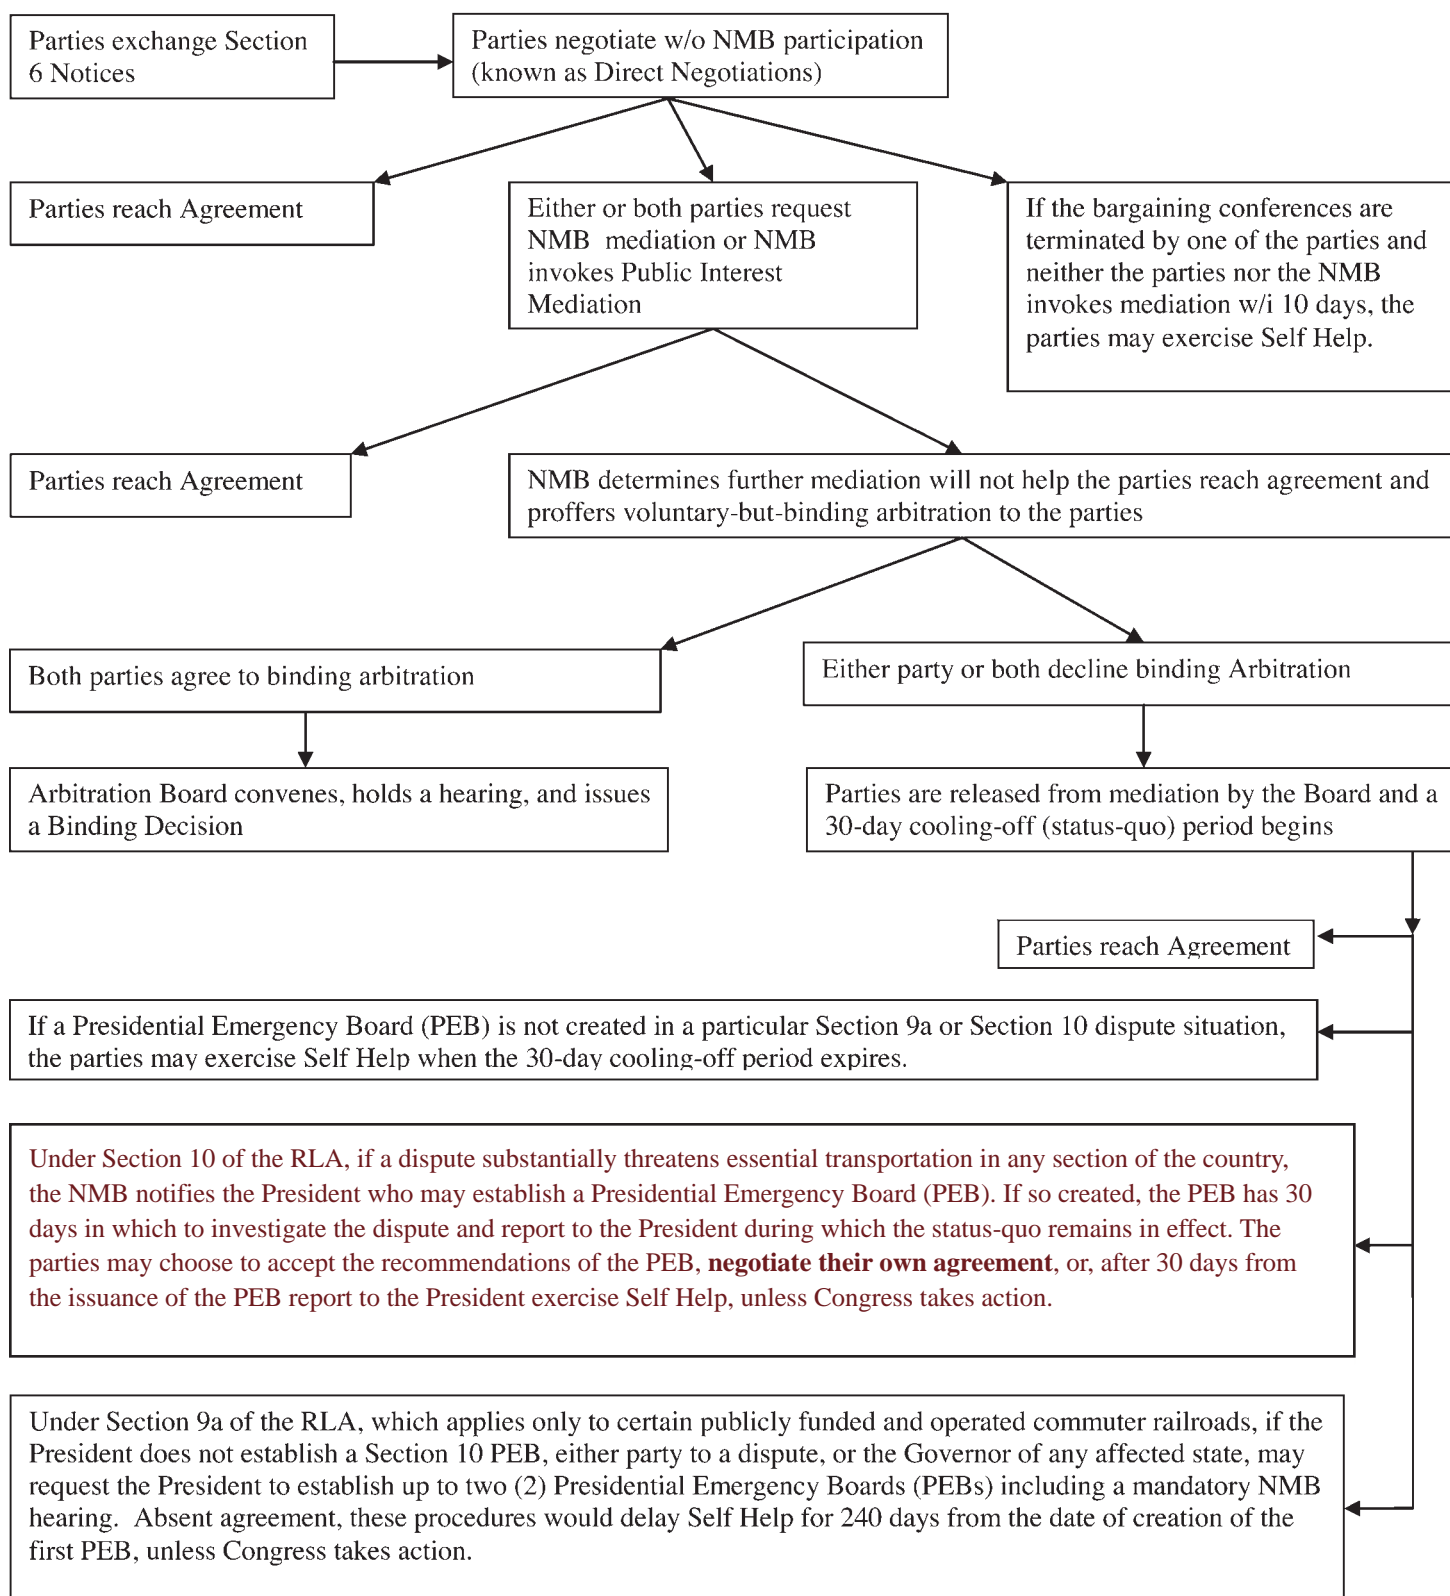 Parties exchange Section
6 Notices
Parties negotiate w/o NMB participation
(known as Direct Negotiations)
Parties reach Agreement
Either or both parties request
NMB  mediation or NMB
invokes Public Interest
Mediation
If the bargaining conferences are
terminated by one of the parties and
neither the parties nor the NMB
invokes mediation w/i 10 days, the
parties may exercise Self Help.
Parties reach Agreement
NMB determines further mediation will not help the parties reach agreement and
proffers voluntary-but-binding arbitration to the parties
Both parties agree to binding arbitration
Either party or both decline binding Arbitration
Arbitration Board convenes, holds a hearing, and issues
a Binding Decision
Parties are released from mediation by the Board and a
30-day cooling-off (status-quo) period begins
Parties reach Agreement
If a Presidential Emergency Board (PEB) is not created in a particular Section 9a or Section 10 dispute situation,
the parties may exercise Self Help when the 30-day cooling-off period expires.
Under Section 10 of the RLA, if a dispute substantially threatens essential transportation in any section of the country,
the NMB notifies the President who may establish a Presidential Emergency Board (PEB). If so created, the PEB has 30
days in which to investigate the dispute and report to the President during which the status-quo remains in effect. The
parties may choose to accept the recommendations of the PEB, negotiate their own agreement, or, after 30 days from
the issuance of the PEB report to the President exercise Self Help, unless Congress takes action.
Under Section 9a of the RLA, which applies only to certain publicly funded and operated commuter railroads, if the
President does not establish a Section 10 PEB, either party to a dispute, or the Governor of any affected state, may
request the President to establish up to two (2) Presidential Emergency Boards (PEBs) including a mandatory NMB
hearing.  Absent agreement, these procedures would delay Self Help for 240 days from the date of creation of the
first PEB, unless Congress takes action.